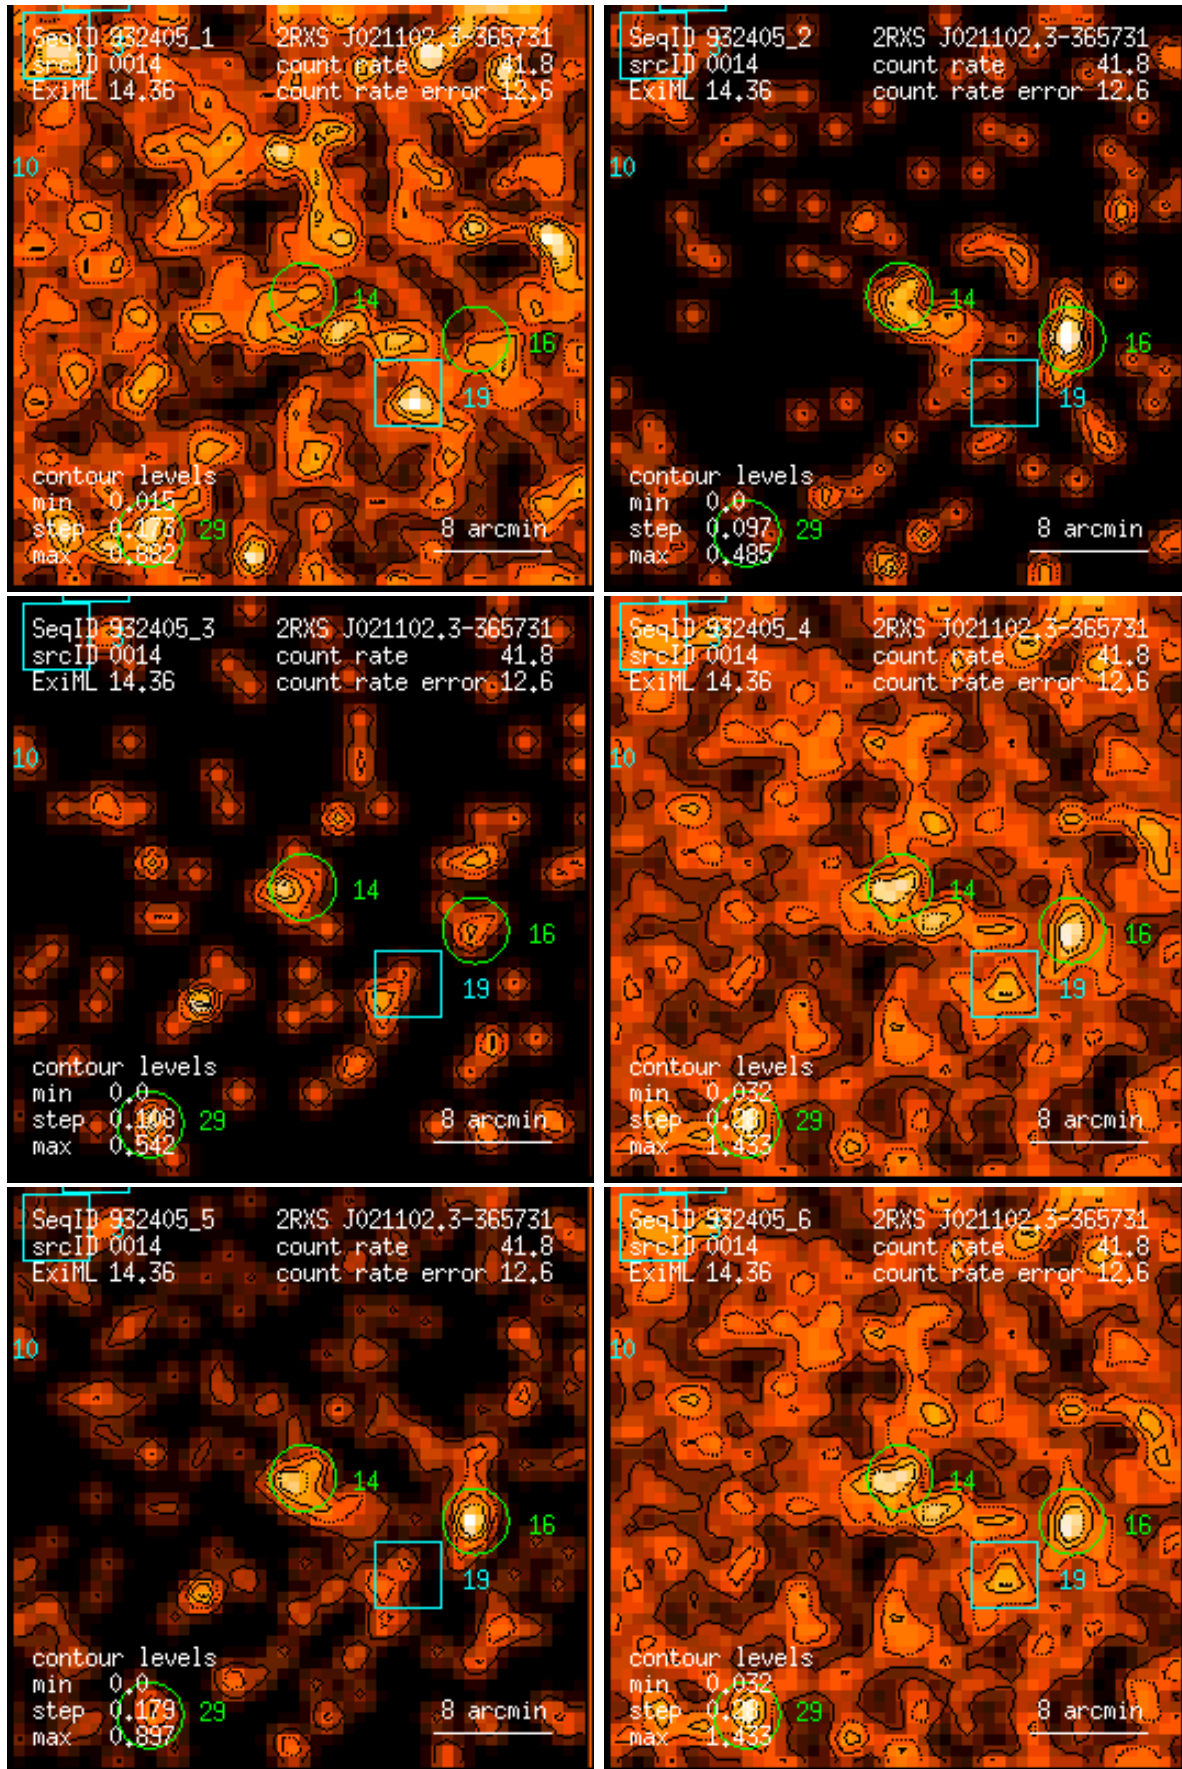 SeqID 932405_1 2RXS J021102.3-365731
srcID 0014 count rate 41.8
ExiML 14.36 count rate error 12.6
10
14
16
19
contour levels
min 0.015
step 0.173 29 8 arcmin
max 0.882
SeqID 932405_2 2RXS J021102.3-365731
srcID 0014 count rate 41.8
ExiML 14.36 count rate error 12.6
10
14
16
19
contour levels
min 0.0
step 0.097 29 8 arcmin
max 0.485
SeqID 932405_3 2RXS J021102.3-365731
srcID 0014 count rate 41.8
ExiML 14.36 count rate error 12.6
10
14
16
19
contour levels
min 0.0
step 0.108 29 8 arcmin
max 0.542
SeqID 932405_4 2RXS J021102.3-365731
srcID 0014 count rate 41.8
ExiML 14.36 count rate error 12.6
10
14
16
19
contour levels
min 0.032
step 29 8 arcmin
max 1.433
SeqID 932405_5 2RXS J021102.3-365731
srcID 0014 count rate 41.8
ExiML 14.36 count rate error 12.6
10
14
16
19
contour levels
min 0.0
step 0.179 29 8 arcmin
max 0.897
SeqID 932405_6 2RXS J021102.3-365731
srcID 0014 count rate 41.8
ExiML 14.36 count rate error 12.6
10
14
16
19
contour levels
min 0.032
step 29 8 arcmin
max 1.433